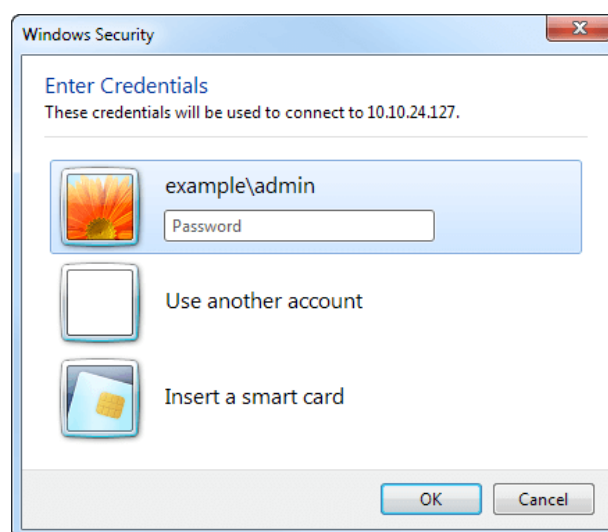 Windows Security
Enter Credentials
These credentials will be used to connect to 10.10.24.127.
example\admin
Password
Use another account
Insert a smart card
OK Cancel